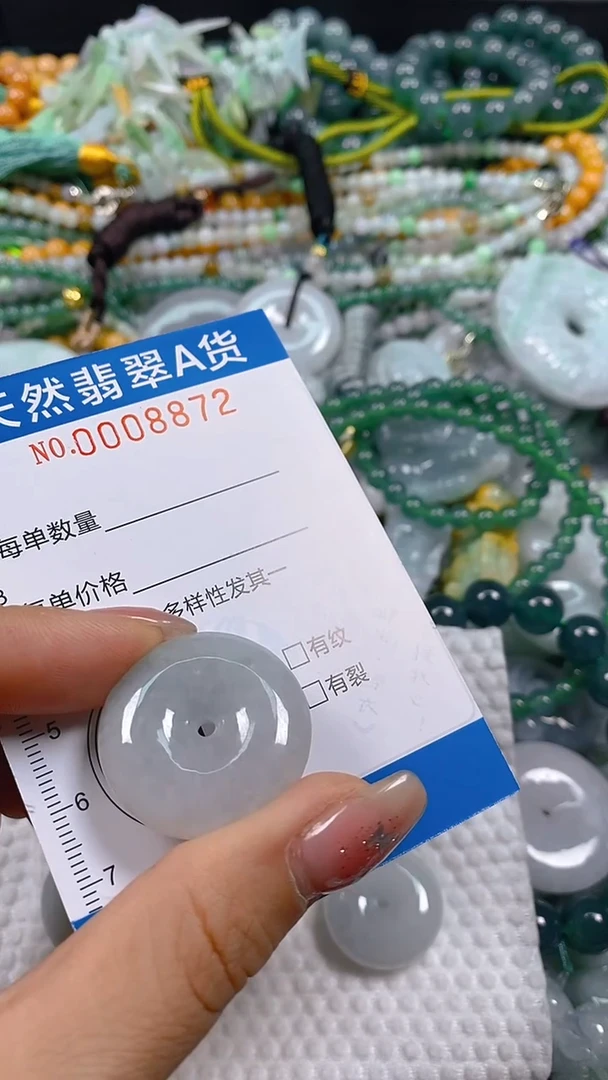 天然翡翠A货
NO.0008872
每单数量
每单价格
多样性发其一
□有纹
□有裂
5
6
7